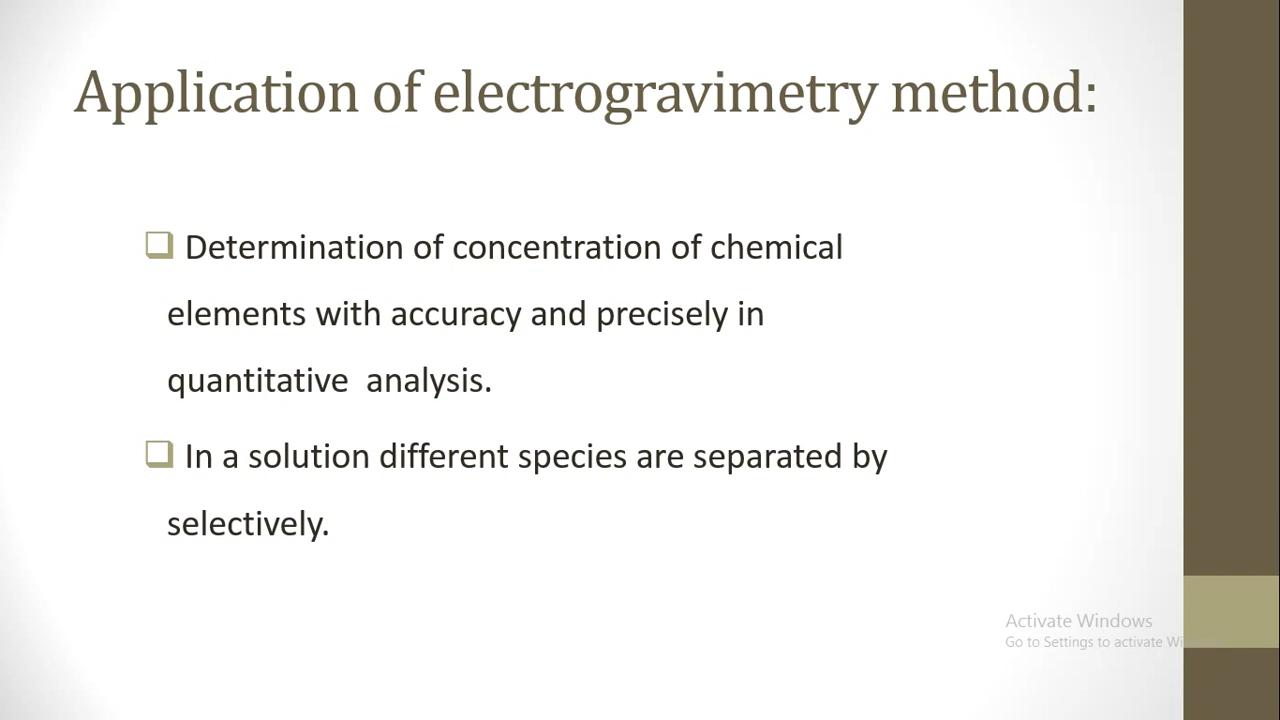 Application of electrogravimetry method:
❑ Determination of concentration of chemical
elements with accuracy and precisely in
quantitative  analysis.
❑ In a solution different species are separated by
selectively.
Activate Windows
Go to Settings to activate